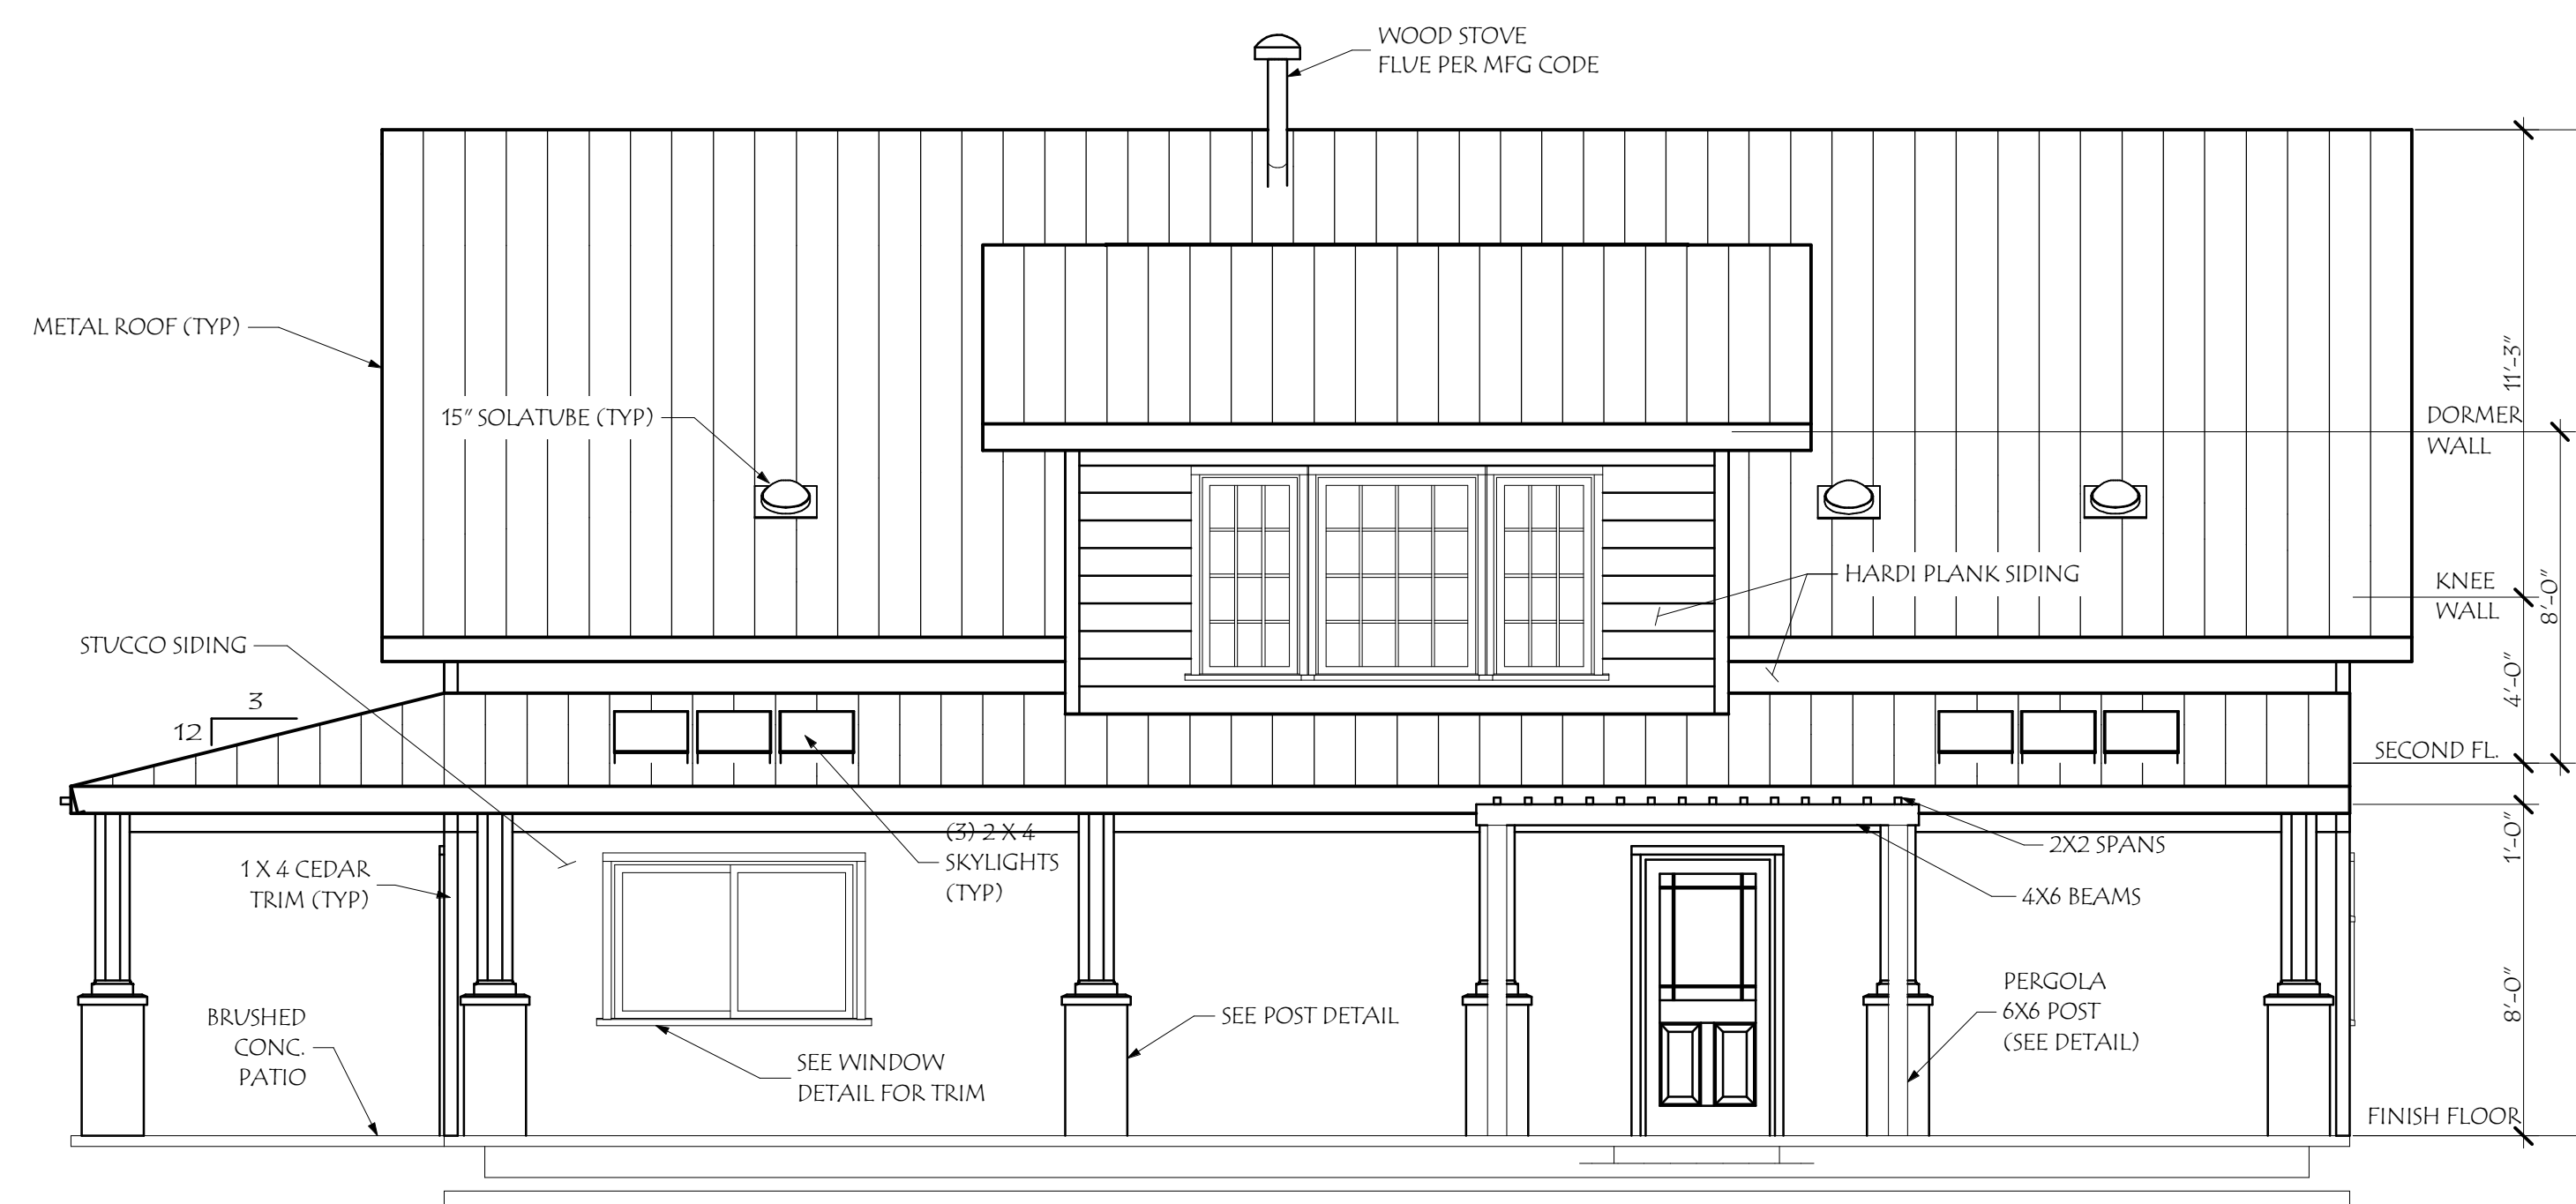 WOOD STOVE
FLUE PER MFG CODE
METAL ROOF (TYP)
11'-3"
15" SOLATUBE (TYP)
DORMER
WALL
HARDI PLANK SIDING
KNEE
WALL
8'-0"
STUCCO SIDING
4'-0"
3
12
SECOND FL.
(3) 2 X 4
SKYLIGHTS
(TYP)
1'-0"
2X2 SPANS
1 X 4 CEDAR
TRIM (TYP)
4X6 BEAMS
PERGOLA
6X6 POST
(SEE DETAIL)
8'-0"
BRUSHED
CONC.
PATIO
SEE POST DETAIL
SEE WINDOW
DETAIL FOR TRIM
FINISH FLOOR